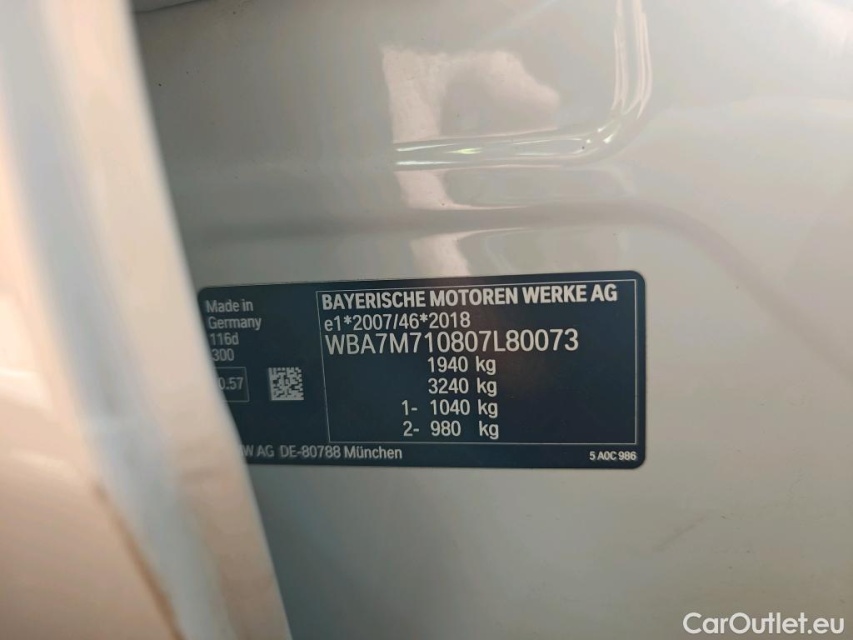 Made in
Germany
116d
300
0.57
BAYERISCHE MOTOREN WERKE AG
e1*2007/46*2018
WBA7M710807L80073
1940 kg
3240 kg
1- 1040 kg
2- 980 kg
AG DE-80788 München
5 A0C 986
CarOutlet.eu